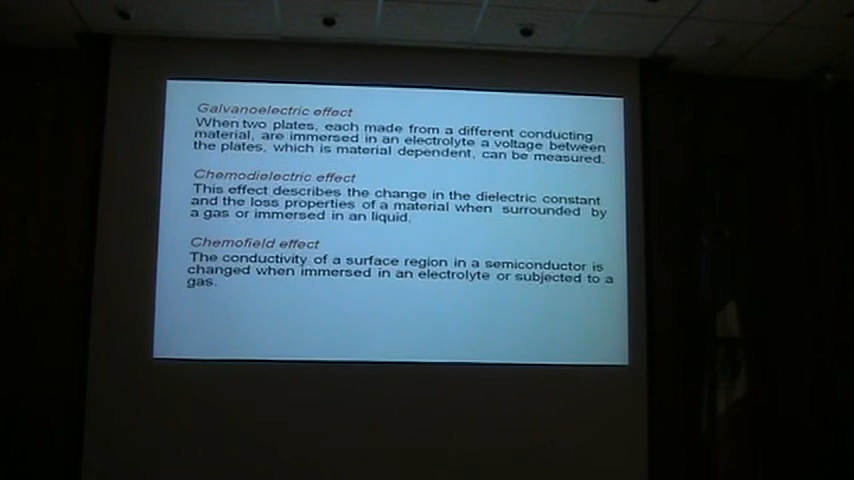 Galvanoelectric effect
When two plates, each made from a different conducting
material, are immersed in an electrolyte a voltage between
the plates, which is material dependent, can be measured.
Chemodielectric effect
This effect describes the change in the dielectric constant
and the loss properties of a material when surrounded by
a gas or immersed in an liquid.
Chemofield effect
The conductivity of a surface region in a semiconductor is
changed when immersed in an electrolyte or subjected to a
gas.